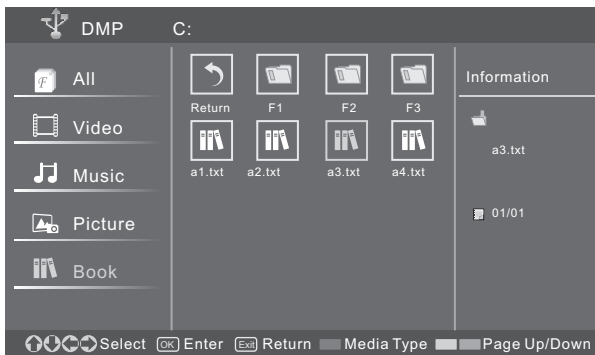 DMP C:
All
Video
Music
Picture
Book
Return F1 F2 F3
a1.txt a2.txt a3.txt a4.txt
Information
a3.txt
01/01
Select OK Enter Exit Return Media Type Page Up/Down